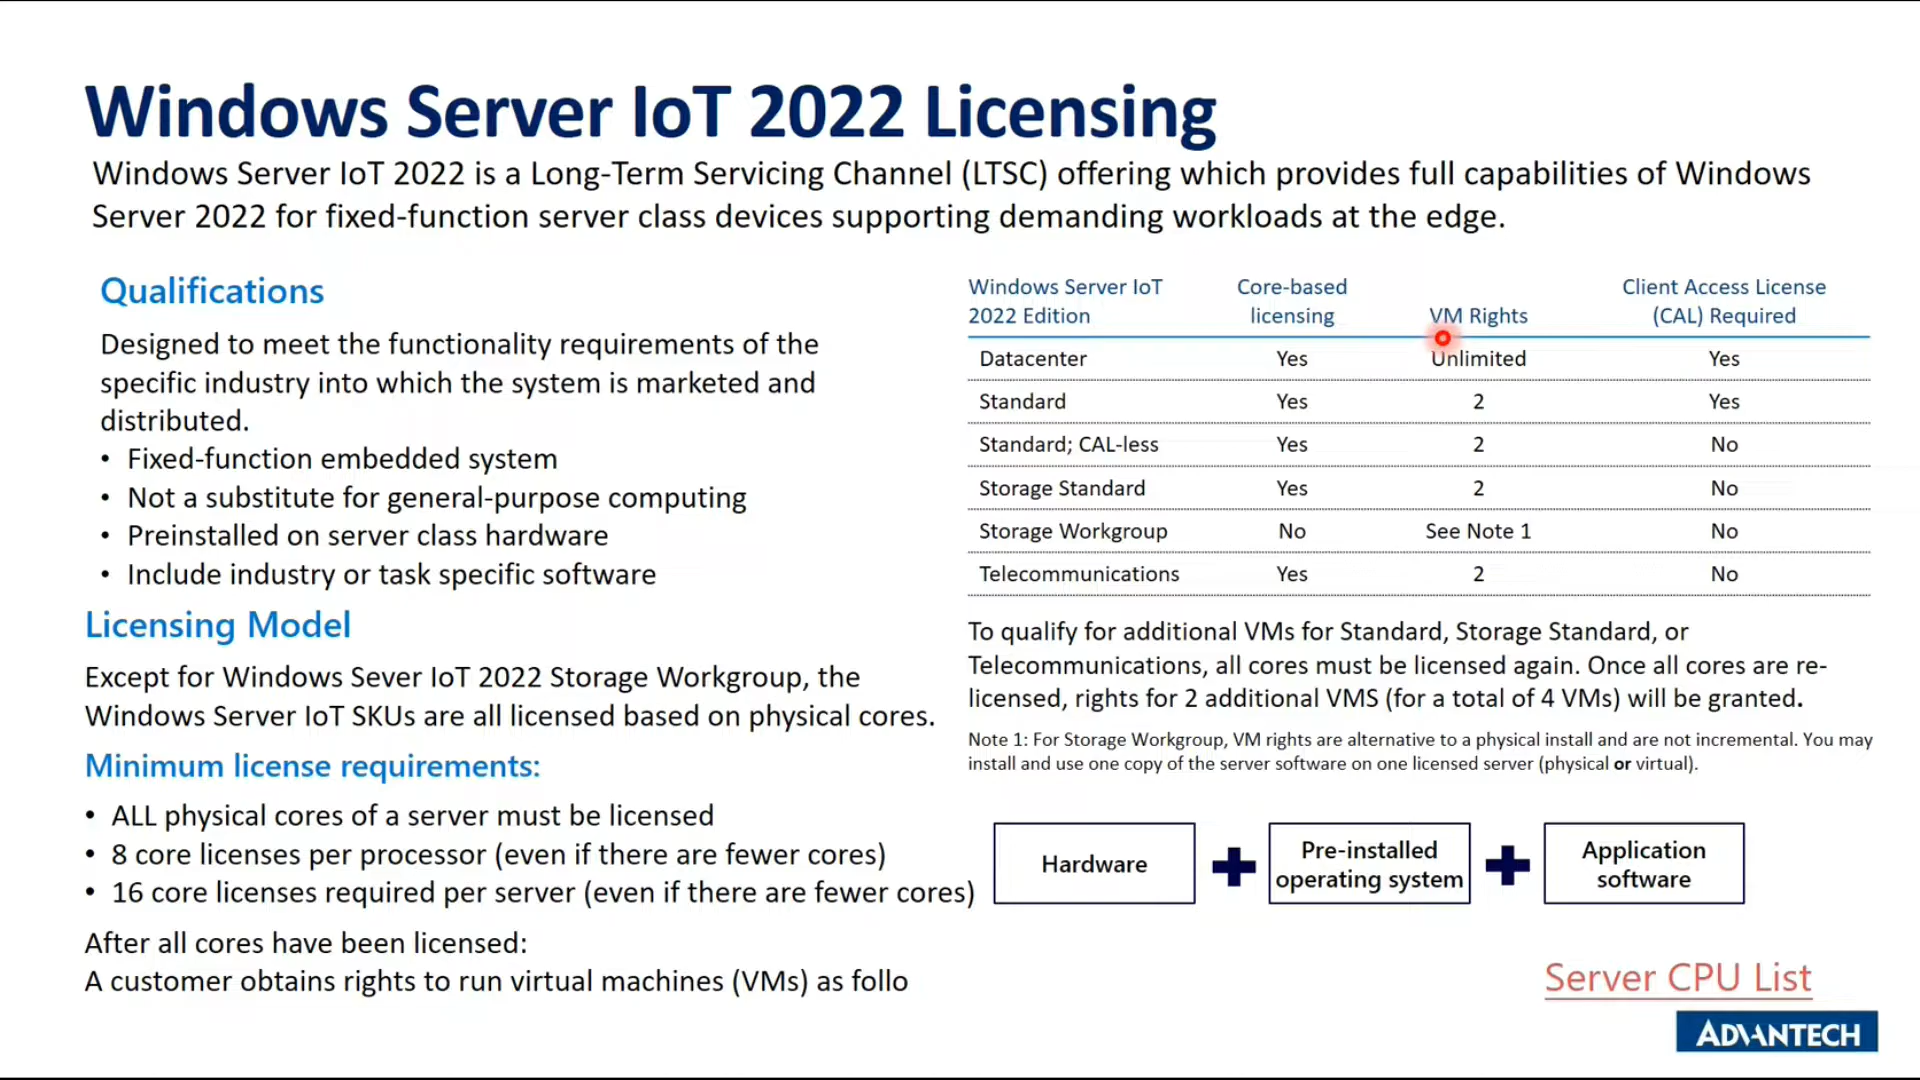 Windows Server IoT 2022 Licensing
Windows Server IoT 2022 is a Long-Term Servicing Channel (LTSC) offering which provides full capabilities of Windows
Server 2022 for fixed-function server class devices supporting demanding workloads at the edge.
Qualifications
Designed to meet the functionality requirements of the
specific industry into which the system is marketed and
distributed.
• Fixed-function embedded system
• Not a substitute for general-purpose computing
• Preinstalled on server class hardware
• Include industry or task specific software
Licensing Model
Except for Windows Sever IoT 2022 Storage Workgroup, the
Windows Server IoT SKUs are all licensed based on physical cores.
Minimum license requirements:
• ALL physical cores of a server must be licensed
• 8 core licenses per processor (even if there are fewer cores)
• 16 core licenses required per server (even if there are fewer cores)
After all cores have been licensed:
A customer obtains rights to run virtual machines (VMs) as follo
Windows Server IoT Core-based Client Access License
2022 Edition licensing VM Rights (CAL) Required
Datacenter Yes Unlimited Yes
Standard Yes 2 Yes
Standard; CAL-less Yes 2 No
Storage Standard Yes 2 No
Storage Workgroup No See Note 1 No
Telecommunications Yes 2 No
To qualify for additional VMs for Standard, Storage Standard, or
Telecommunications, all cores must be licensed again. Once all cores are re-
licensed, rights for 2 additional VMS (for a total of 4 VMs) will be granted.
Note 1: For Storage Workgroup, VM rights are alternative to a physical install and are not incremental. You may
install and use one copy of the server software on one licensed server (physical or virtual).
Hardware
Pre-installed
operating system
Application
software
Server CPU List
ADVANTECH